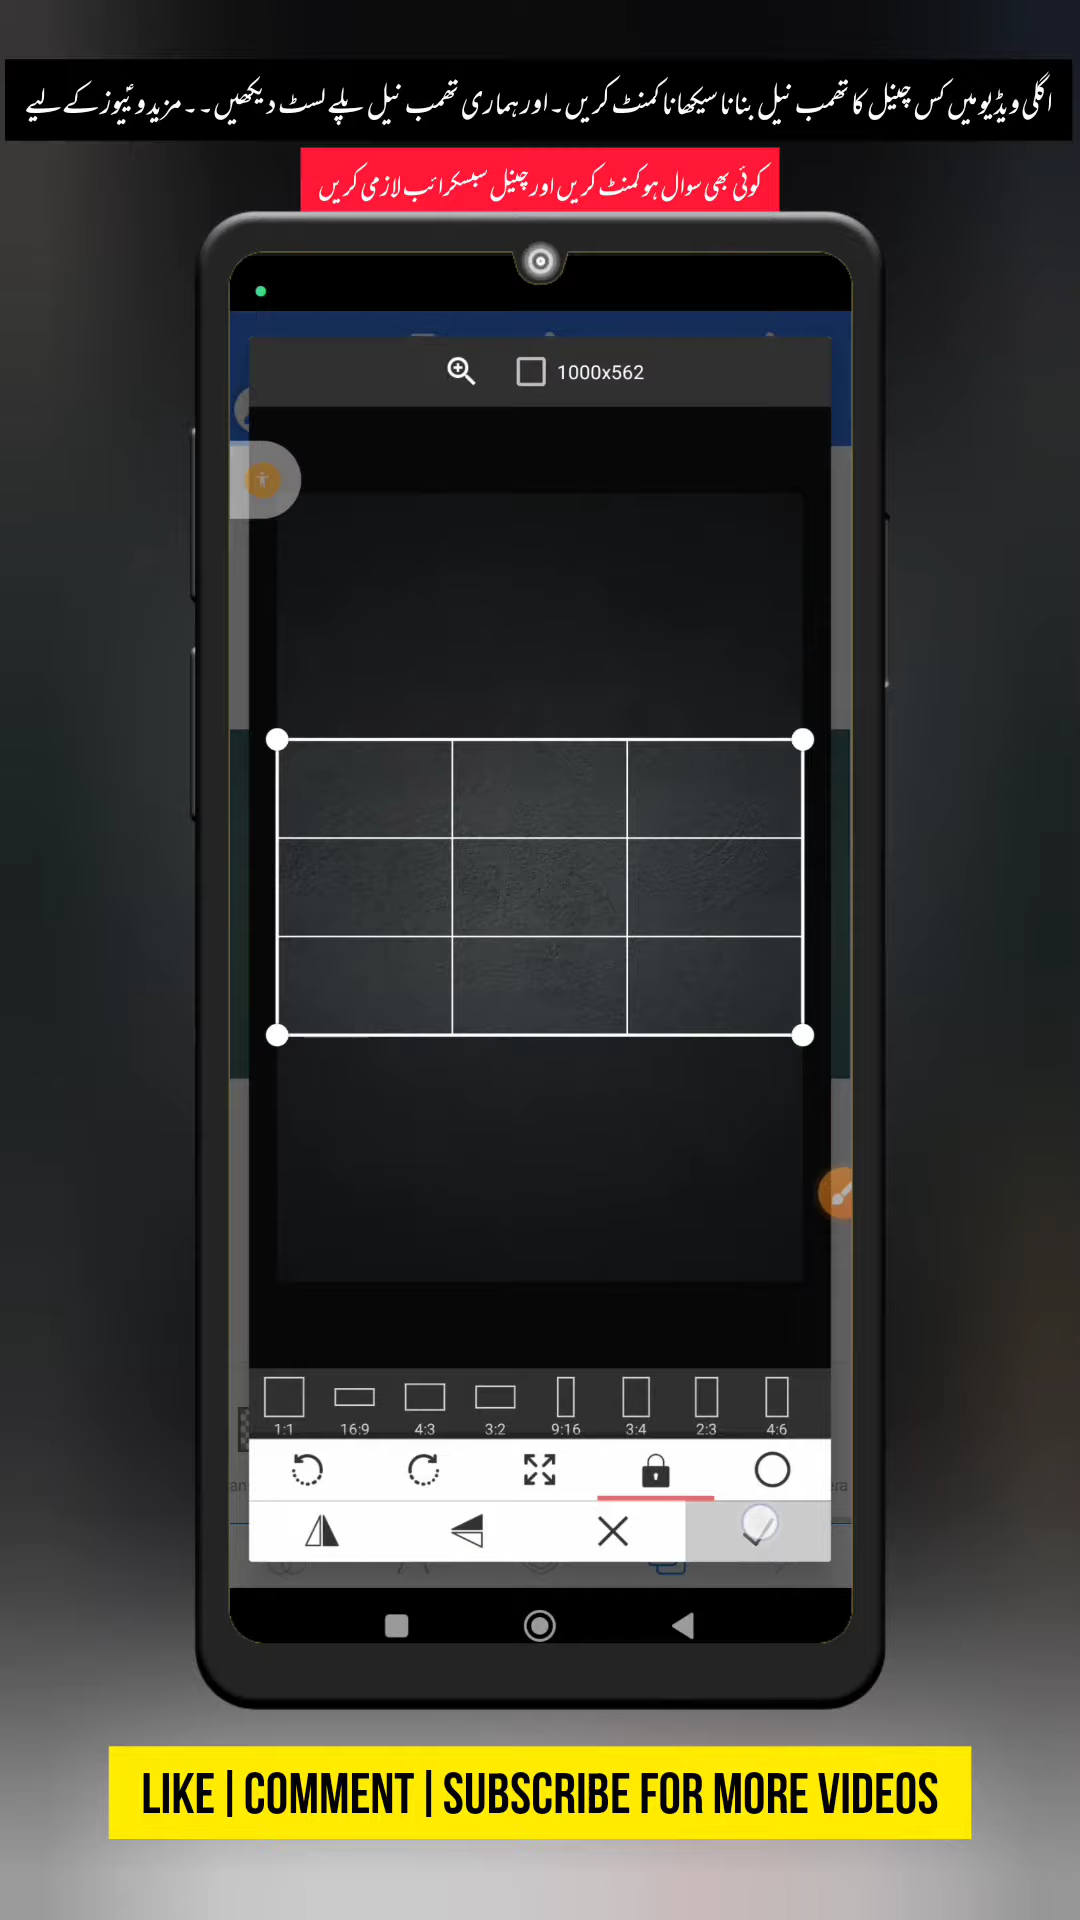 اگلی ویڈیو میں کس چینل کا تھمب نیل بنانا سیکھانا کمنٹ کریں۔ اور ہماری تھمب نیل پلے لسٹ دیکھیں۔۔ مزید ویئیوز کے لیے
کوئی بھی سوال ہو کمنٹ کریں اور چینل سبسکرائب لازمی کریں
1000x562
1:1 16:9 4:3 3:2 9:16 3:4 2:3 4:6
LIKE | COMMENT | SUBSCRIBE FOR MORE VIDEOS